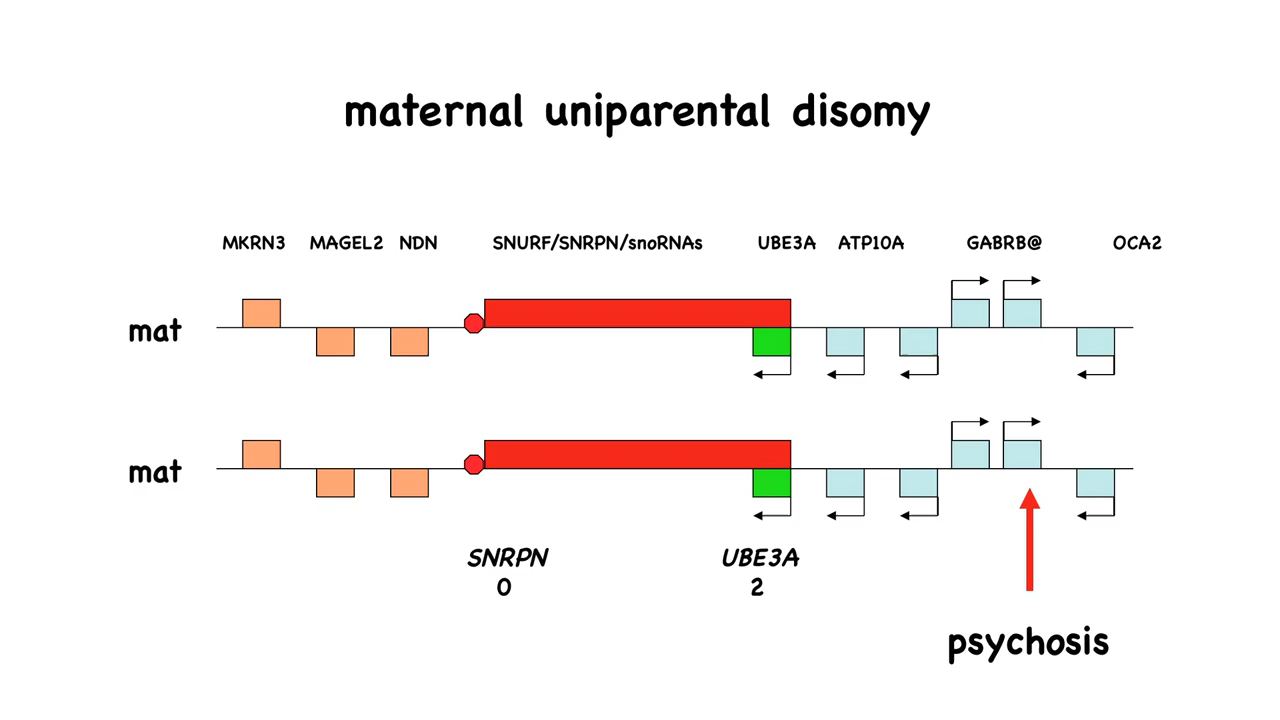 maternal uniparental disomy
MKRN3 MAGEL2 NDN SNURF/SNRPN/snoRNAs UBE3A ATP10A GABRB@ OCA2
mat
mat
SNRPN UBE3A
0 2
psychosis